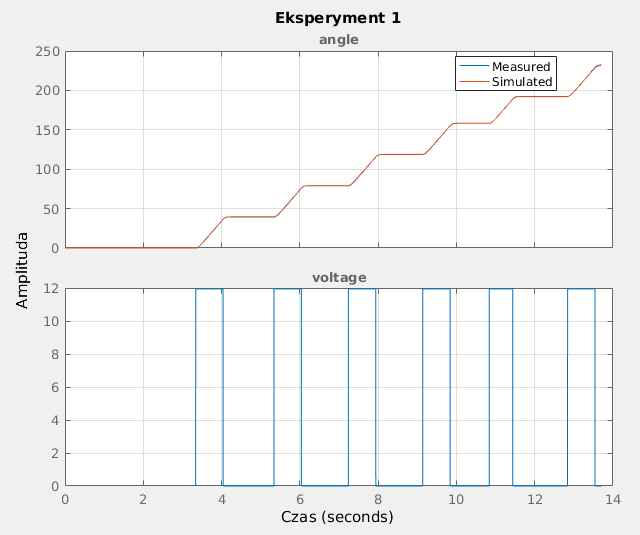 Eksperyment 1
angle
250
200
150
100
50
0
Measured
Simulated
Amplituda
voltage
12
10
8
6
4
2
0
0 2 4 6 8 10 12 14
Czas (seconds)